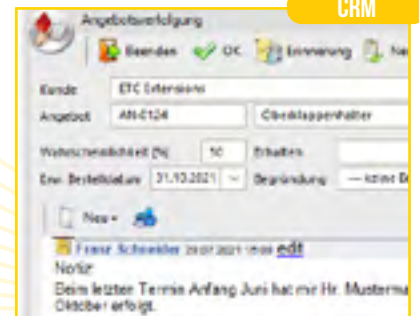 CRM
Angebotsverfolgung
Beenden OK Erinnerung Ne
Kunde ETC Extensions
Angebot AN-0124
Wahrscheinlichkeit (%) 50 Erhalten
Erw. Bestelldatum 31.10.2021 Begründung
Neu
Franz Schneider edit
Notiz
Beim letzten Termin Anfang Juni hat mir Hr. Musterma
Oktober erfolgt.